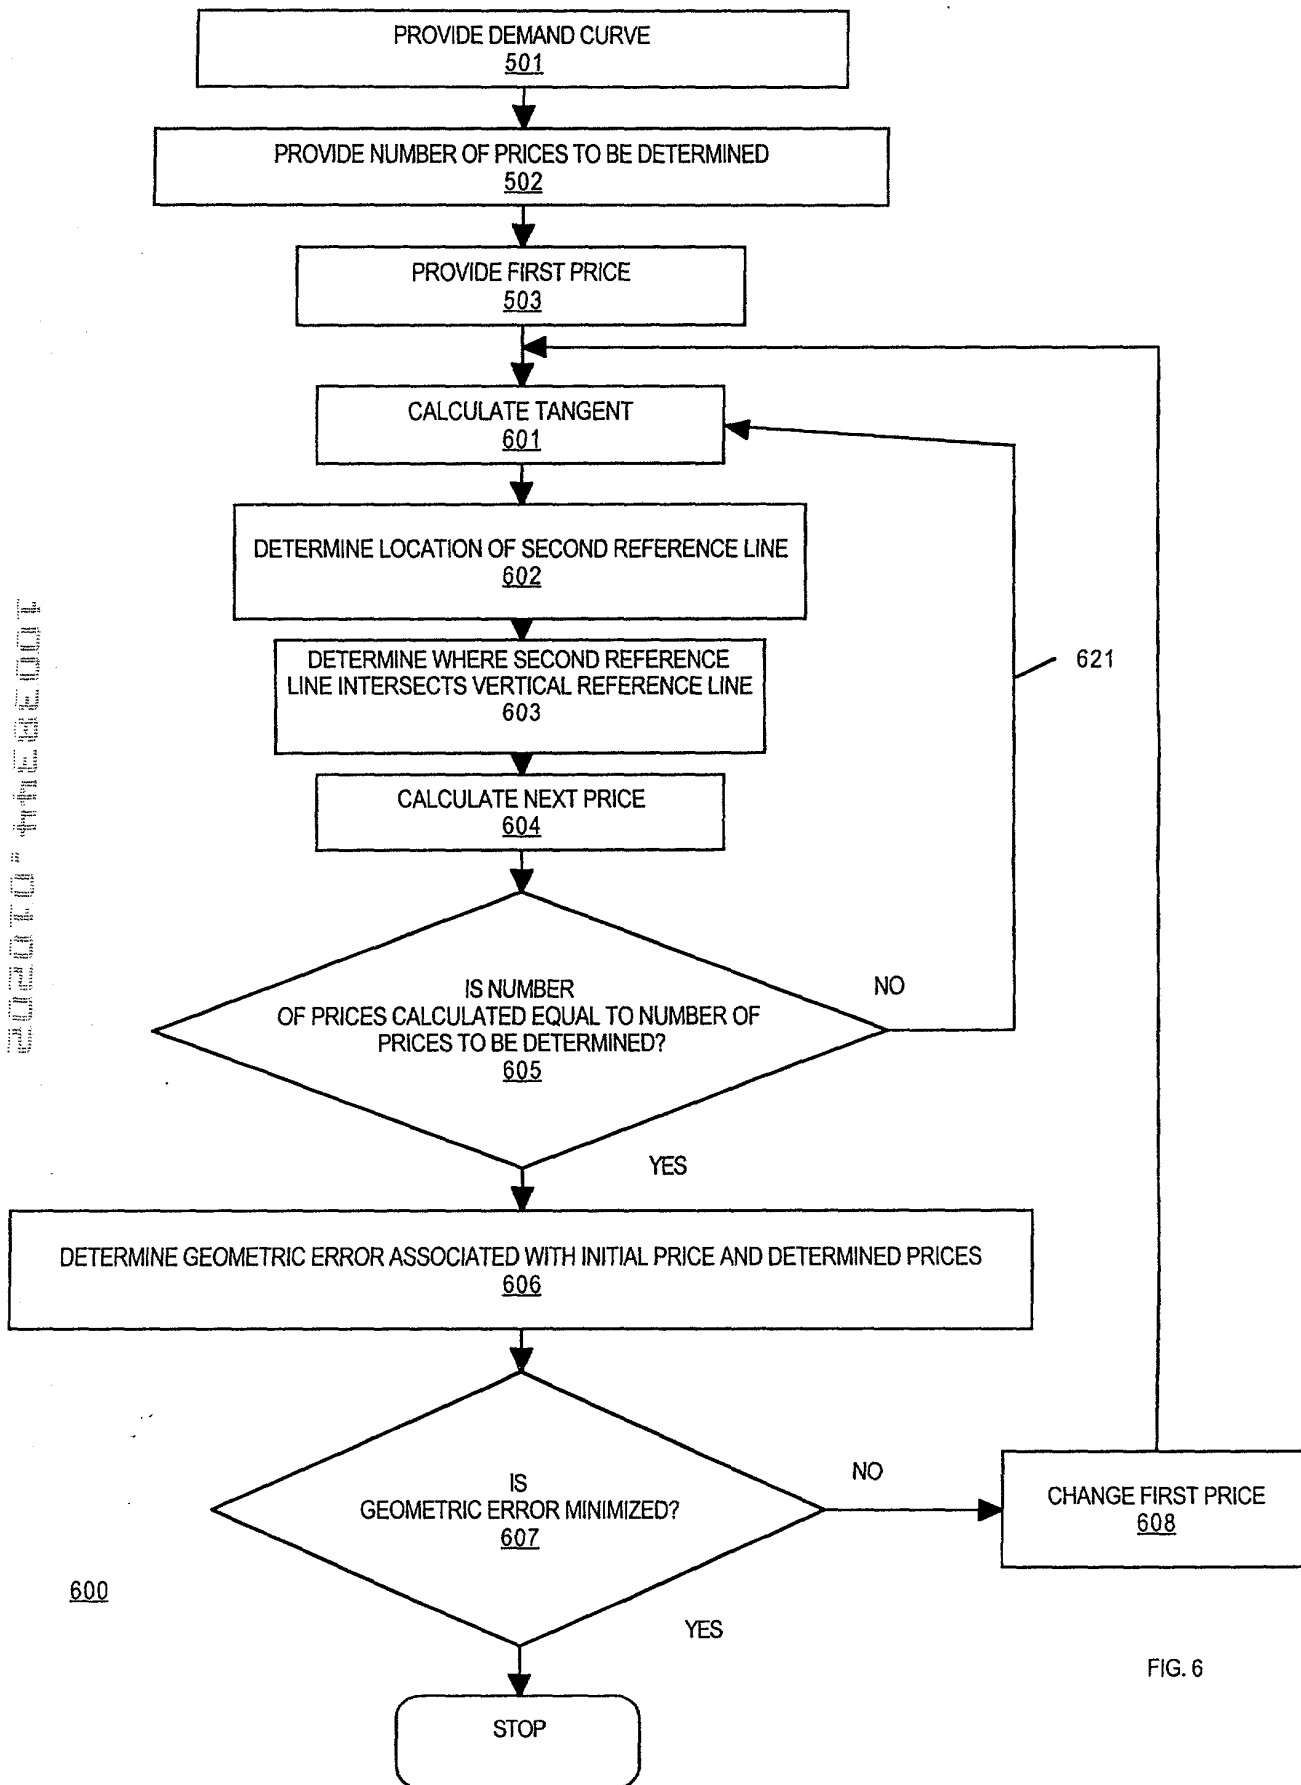 PROVIDE DEMAND CURVE
501
PROVIDE NUMBER OF PRICES TO BE DETERMINED
502
PROVIDE FIRST PRICE
503
CALCULATE TANGENT
601
DETERMINE LOCATION OF SECOND REFERENCE LINE
602
DETERMINE WHERE SECOND REFERENCE
LINE INTERSECTS VERTICAL REFERENCE LINE
603
621
CALCULATE NEXT PRICE
604
IS NUMBER
OF PRICES CALCULATED EQUAL TO NUMBER OF
PRICES TO BE DETERMINED?
605
NO
YES
DETERMINE GEOMETRIC ERROR ASSOCIATED WITH INITIAL PRICE AND DETERMINED PRICES
606
IS
GEOMETRIC ERROR MINIMIZED?
607
NO
CHANGE FIRST PRICE
608
600
YES
FIG. 6
STOP